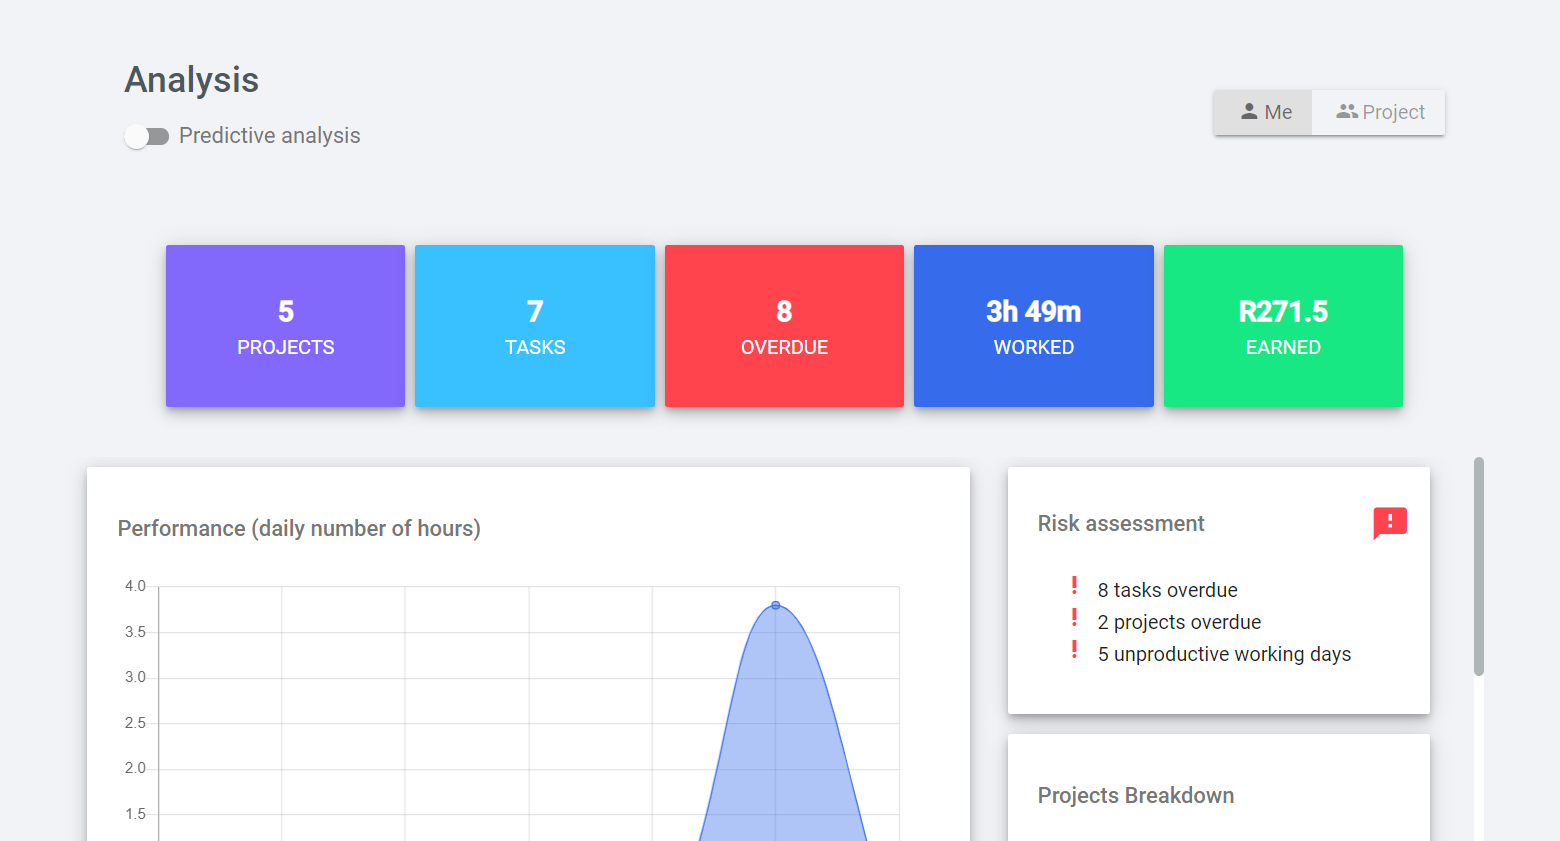 Analysis
Predictive analysis
Me
Project
5
PROJECTS
7
TASKS
8
OVERDUE
3h 49m
WORKED
R271.5
EARNED
Performance (daily number of hours)
4.0
3.5
3.0
2.5
2.0
1.5
Risk assessment
8 tasks overdue
2 projects overdue
5 unproductive working days
Projects Breakdown